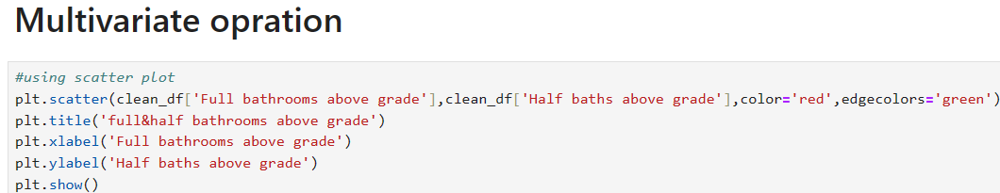 Multivariate opration
#using scatter plot
plt.scatter(clean_df['Full bathrooms above grade'],clean_df['Half baths above grade'],color='red',edgecolors='green')
plt.title('full&half bathrooms above grade')
plt.xlabel('Full bathrooms above grade')
plt.ylabel('Half baths above grade')
plt.show()